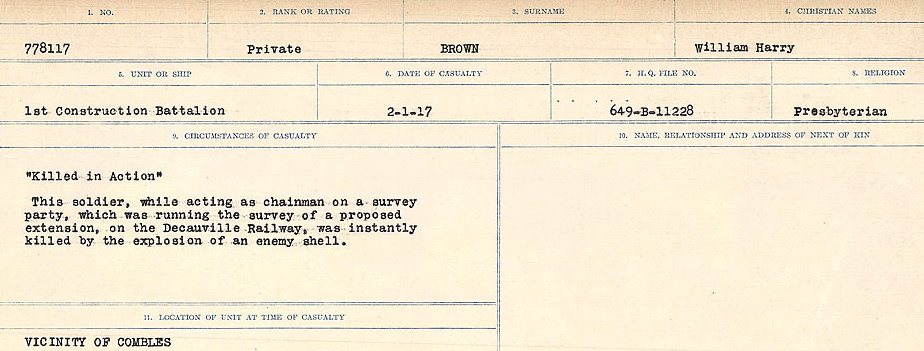 1. NO. 2. RANK OR RATING 3. SURNAME 4. CHRISTIAN NAMES
778117 Private BROWN William Harry
5. UNIT OR SHIP 6. DATE OF CASUALTY 7. H.Q. FILE NO. 8. RELIGION
1st Construction Battalion 2-1-17 649-B-11228 Presbyterian
9. CIRCUMSTANCES OF CASUALTY
"Killed in Action"
This soldier, while acting as chainman on a survey
party, which was running the survey of a proposed
extension, on the Decauville Railway, was instantly
killed by the explosion of an enemy shell.
10. NAME, RELATIONSHIP AND ADDRESS OF NEXT OF KIN
11. LOCATION OF UNIT AT TIME OF CASUALTY
VICINITY OF COMBLES